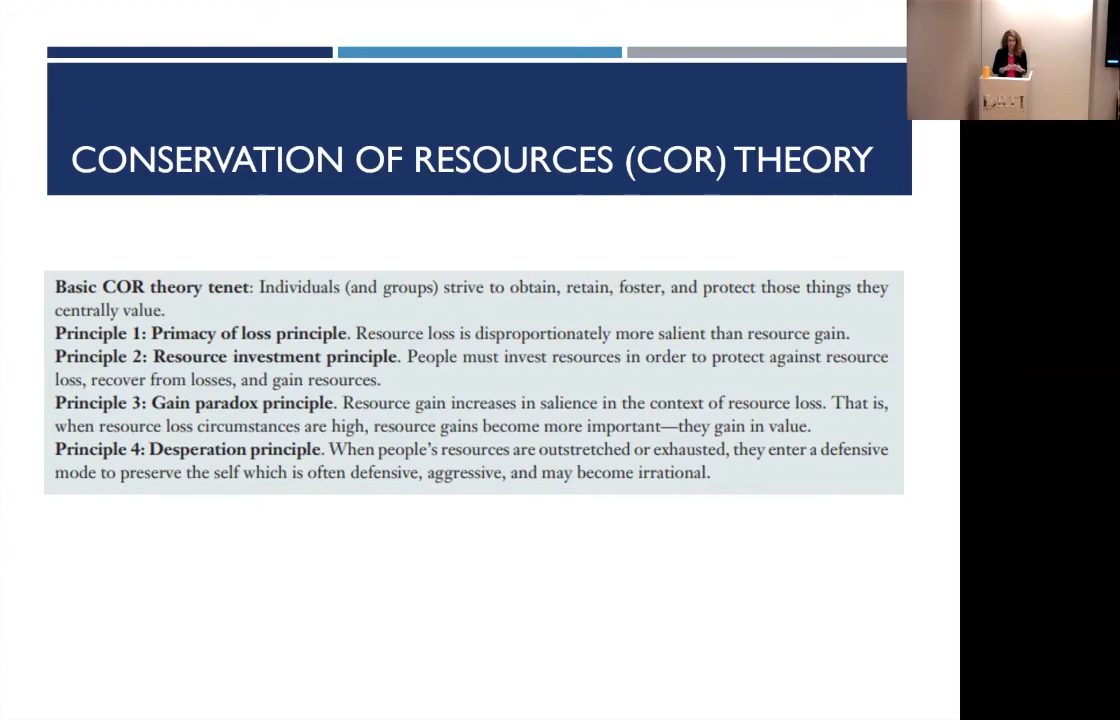 CONSERVATION OF RESOURCES (COR) THEORY
Basic COR theory tenet: Individuals (and groups) strive to obtain, retain, foster, and protect those things they
centrally value.
Principle 1: Primacy of loss principle. Resource loss is disproportionately more salient than resource gain.
Principle 2: Resource investment principle. People must invest resources in order to protect against resource
loss, recover from losses, and gain resources.
Principle 3: Gain paradox principle. Resource gain increases in salience in the context of resource loss. That is,
when resource loss circumstances are high, resource gains become more important—they gain in value.
Principle 4: Desperation principle. When people's resources are outstretched or exhausted, they enter a defensive
mode to preserve the self which is often defensive, aggressive, and may become irrational.